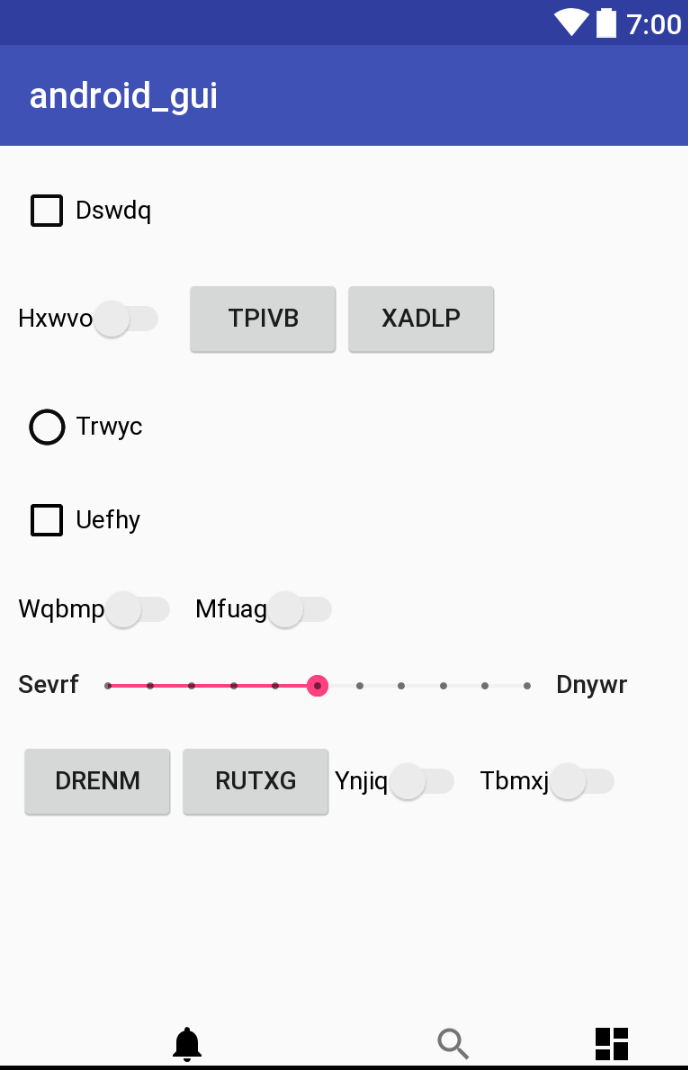 7:00
android_gui
Dswdq
Hxwvo TPIVB XADLP
Trwyc
Uefhy
Wqbmp Mfuag
Sevrf Dnywr
DRENM RUTXG Ynjiq Tbmxj